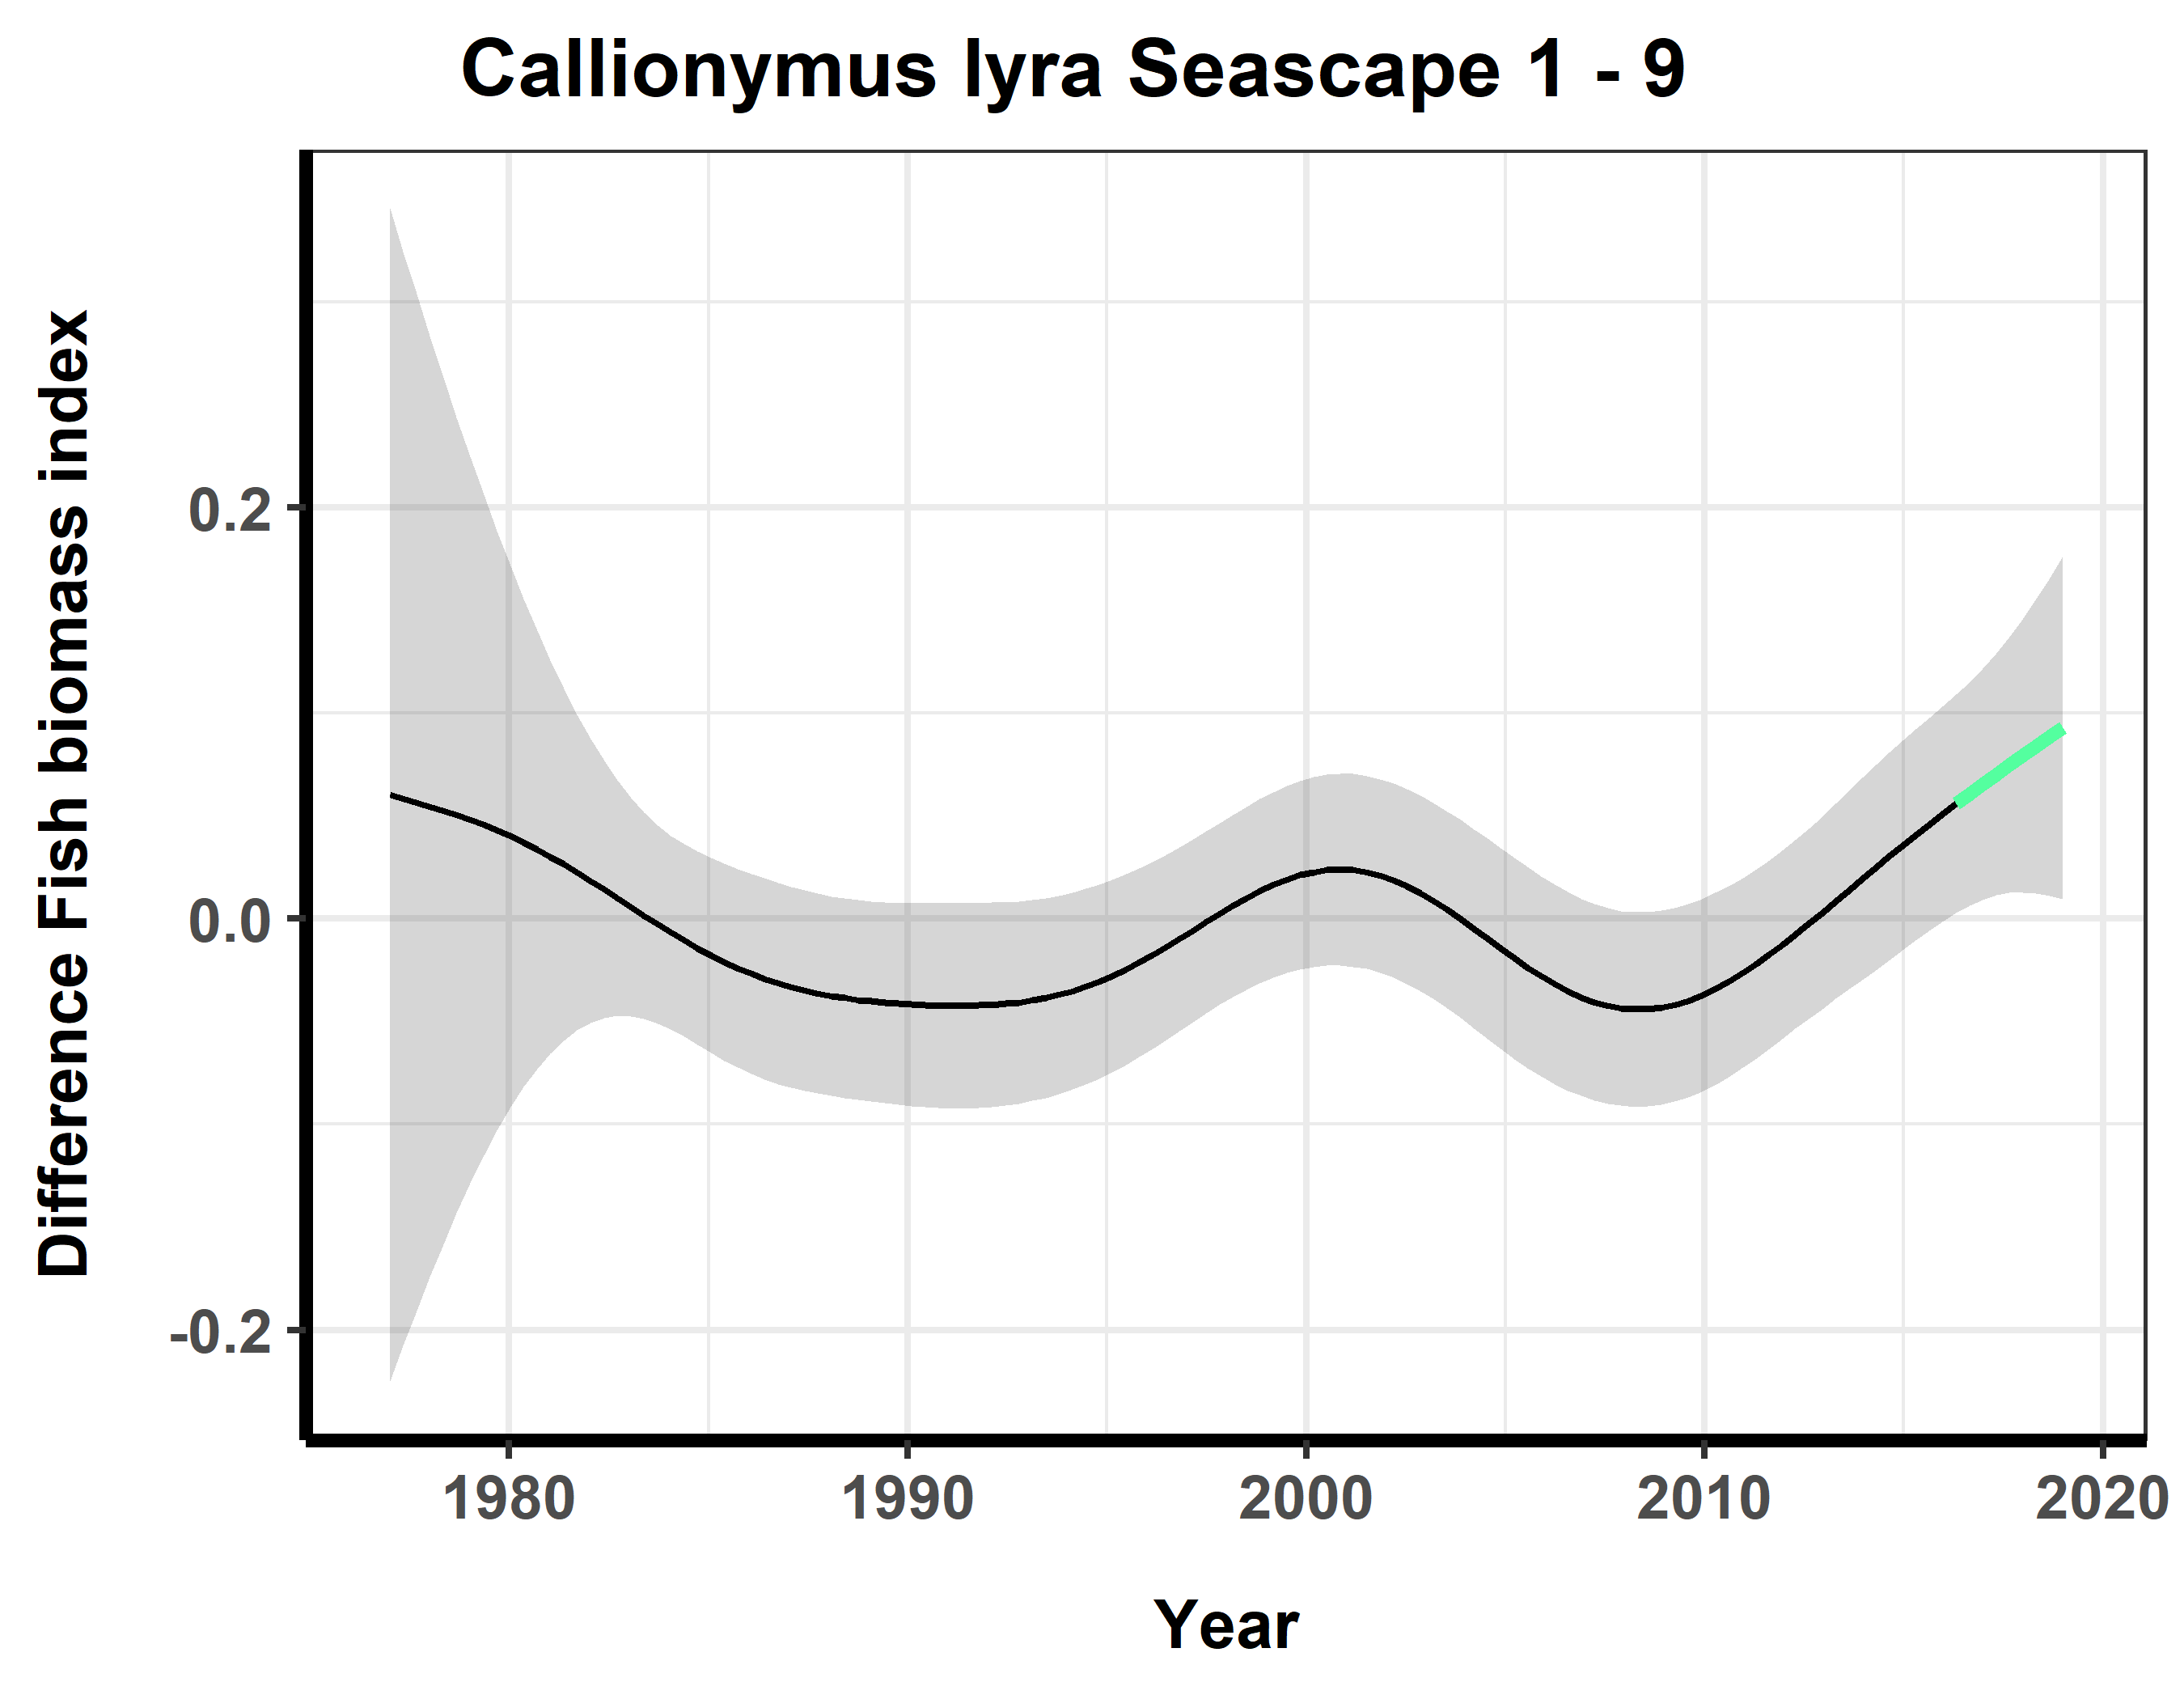 Callionymus lyra Seascape 1 - 9
Difference Fish biomass index
0.2
0.0
-0.2
1980
1990
2000
2010
2020
Year